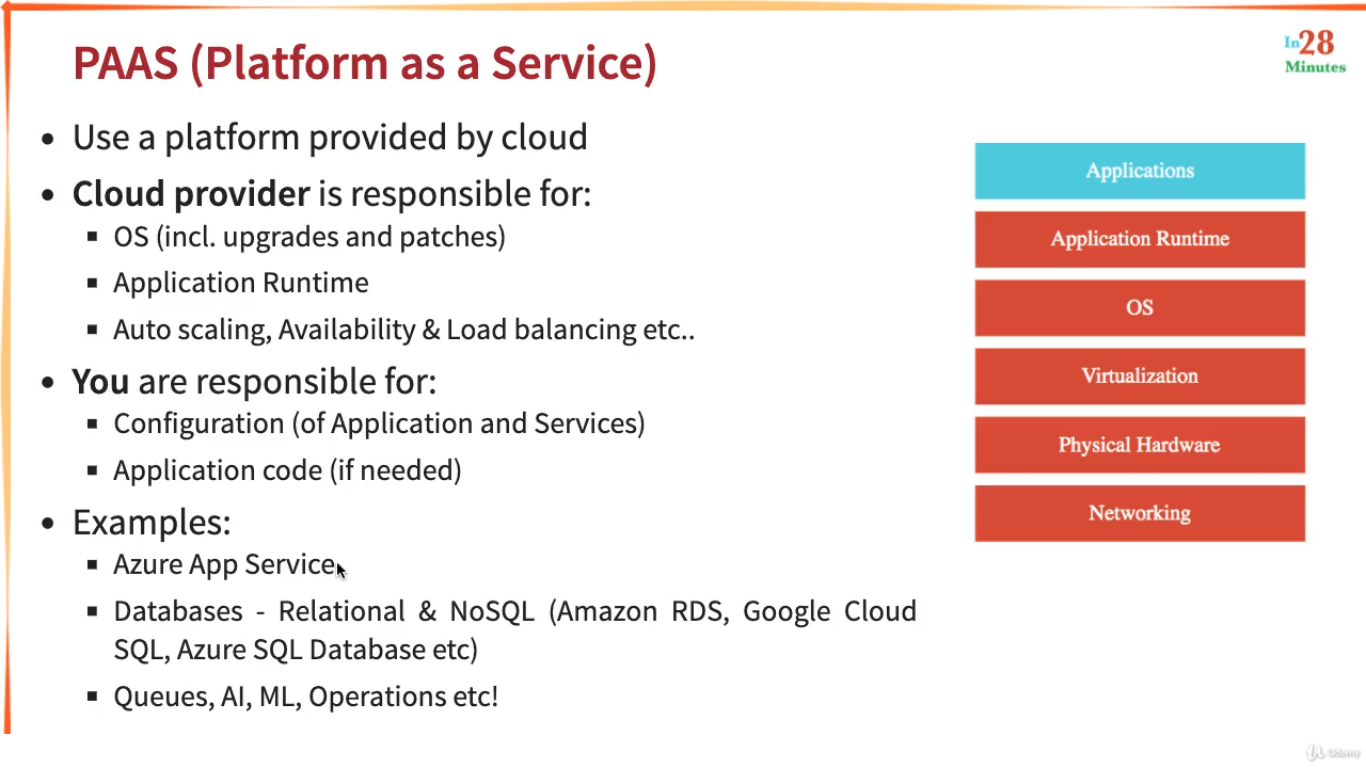 PAAS (Platform as a Service)
In28
Minutes
• Use a platform provided by cloud
• Cloud provider is responsible for:
▪ OS (incl. upgrades and patches)
▪ Application Runtime
▪ Auto scaling, Availability & Load balancing etc..
• You are responsible for:
▪ Configuration (of Application and Services)
▪ Application code (if needed)
• Examples:
▪ Azure App Service
▪ Databases - Relational & NoSQL (Amazon RDS, Google Cloud
SQL, Azure SQL Database etc)
▪ Queues, AI, ML, Operations etc!
Applications
Application Runtime
OS
Virtualization
Physical Hardware
Networking
Udemy